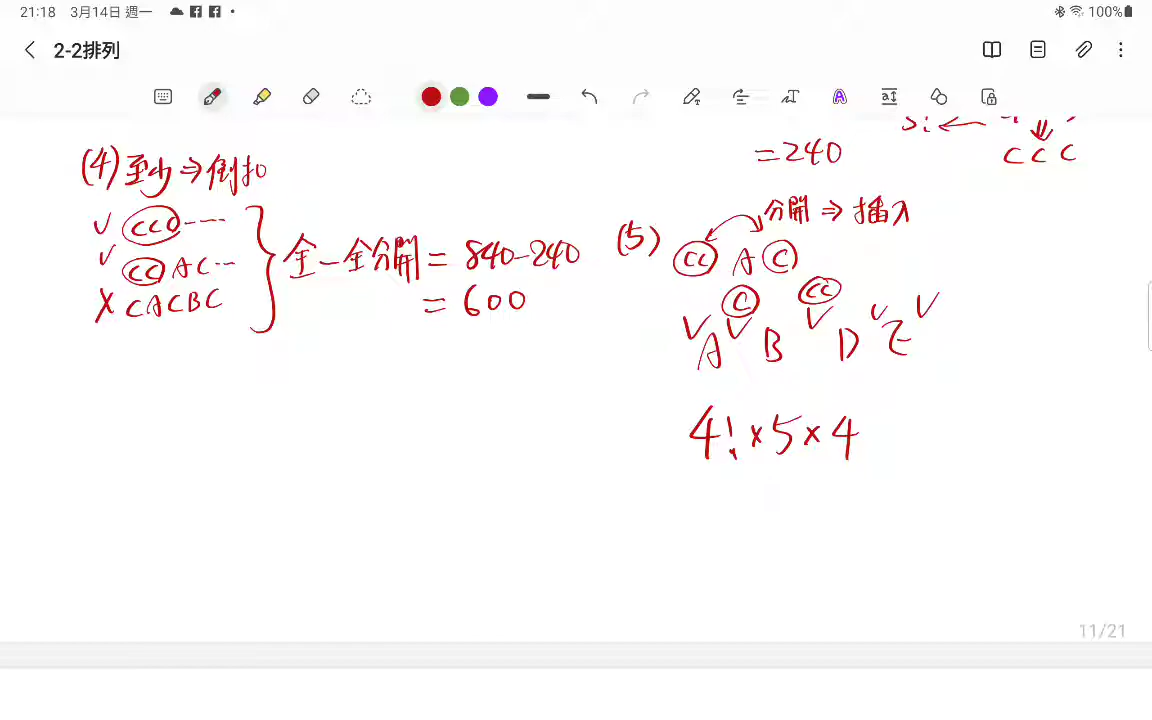 21:18 3月14日 週一 100%
2-2排列
=240
C C C
(4) 至少⇒倒扣
✓ CCC----
✓ CC AC--
X CACBC
全-全分開=840-240
=600
(5) CC A C 分開⇒插入
C CC
A B D E
4!×5×4
11/21